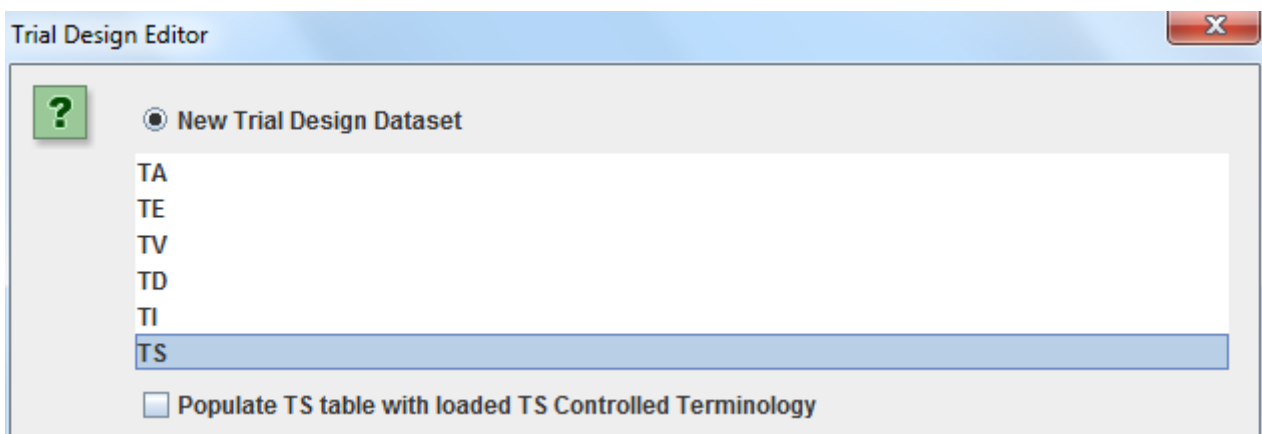 Trial Design Editor
New Trial Design Dataset
TA
TE
TV
TD
TI
TS
Populate TS table with loaded TS Controlled Terminology